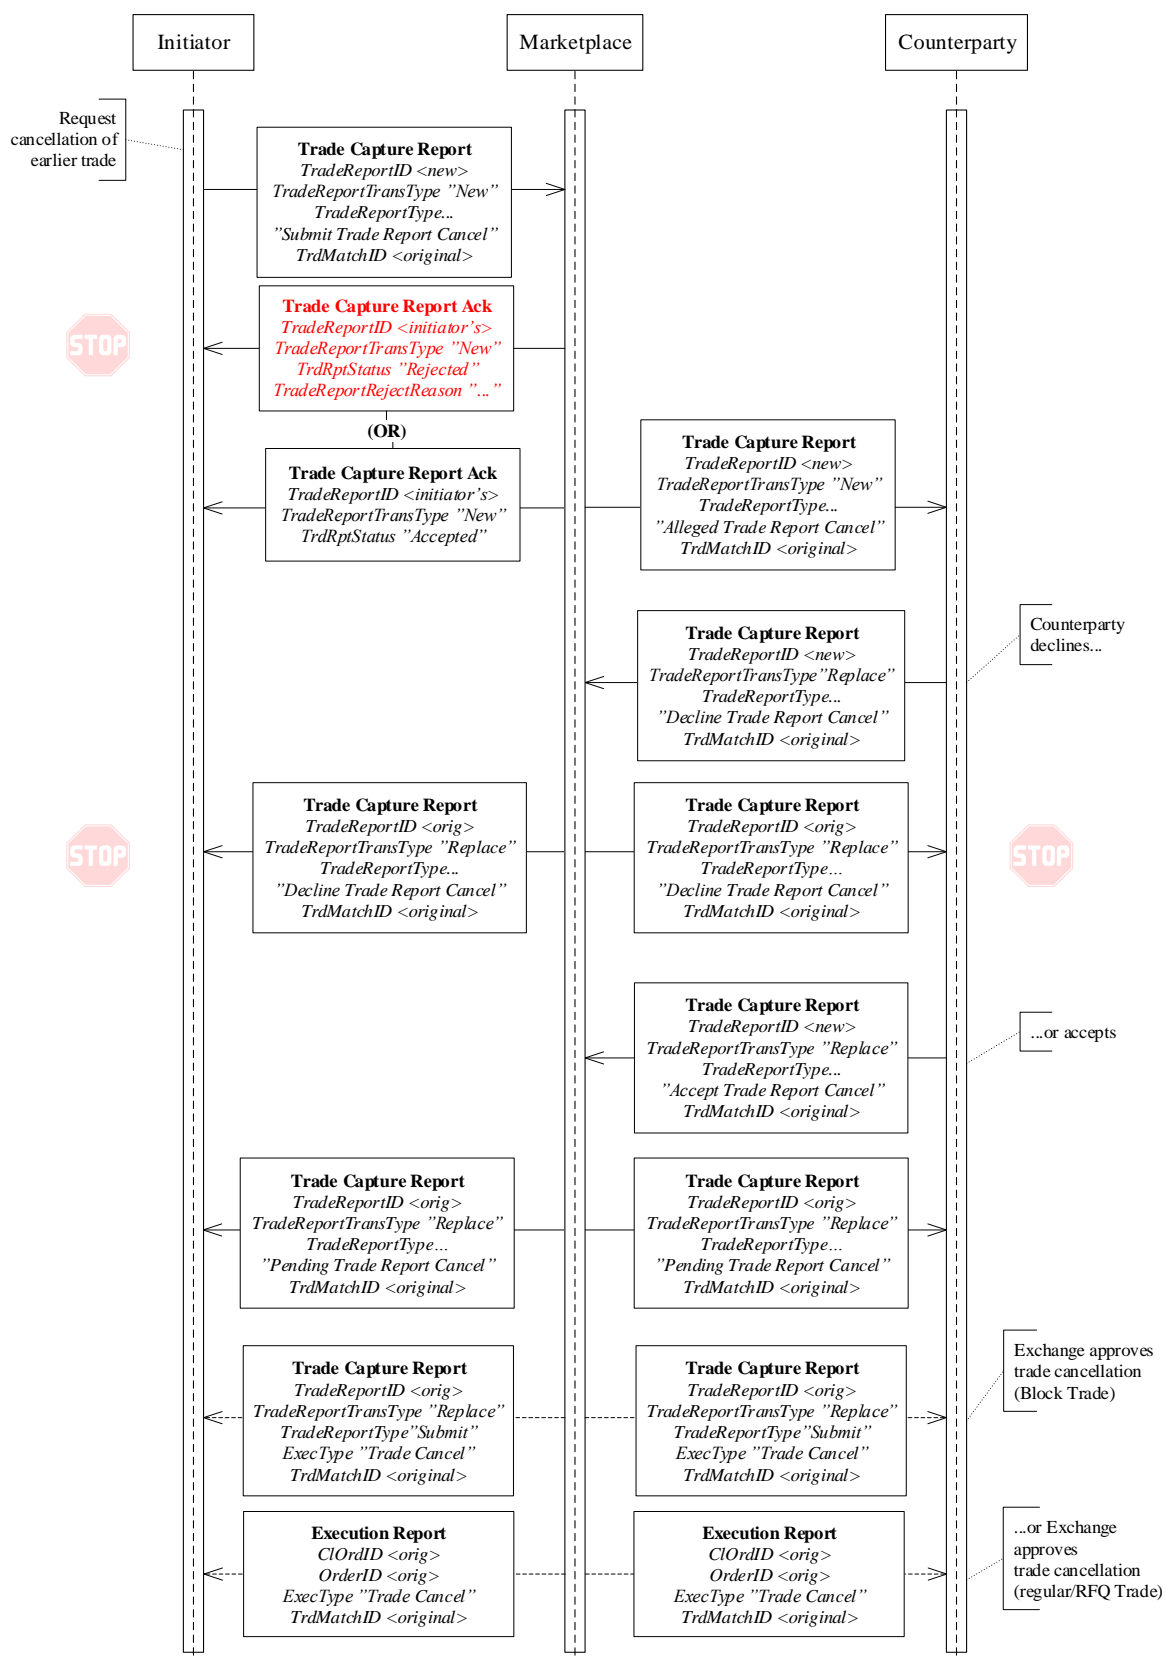 Initiator
Marketplace
Counterparty
Request
cancellation of
earlier trade
Trade Capture Report
TradeReportID <new>
TradeReportTransType ”New”
TradeReportType...
”Submit Trade Report Cancel”
TrdMatchID <original>
STOP
Trade Capture Report Ack
TradeReportID <initiator’s>
TradeReportTransType ”New”
TrdRptStatus ”Rejected”
TradeReportRejectReason ”...”
(OR)
Trade Capture Report Ack
TradeReportID <initiator’s>
TradeReportTransType ”New”
TrdRptStatus ”Accepted”
Trade Capture Report
TradeReportID <new>
TradeReportTransType ”New”
TradeReportType...
”Alleged Trade Report Cancel”
TrdMatchID <original>
Counterparty
declines...
Trade Capture Report
TradeReportID <new>
TradeReportTransType”Replace”
TradeReportType...
”Decline Trade Report Cancel”
TrdMatchID <original>
STOP
Trade Capture Report
TradeReportID <orig>
TradeReportTransType ”Replace”
TradeReportType...
”Decline Trade Report Cancel”
TrdMatchID <original>
Trade Capture Report
TradeReportID <orig>
TradeReportTransType ”Replace”
TradeReportType…
”Decline Trade Report Cancel”
TrdMatchID <original>
STOP
Trade Capture Report
TradeReportID <new>
TradeReportTransType ”Replace”
TradeReportType...
”Accept Trade Report Cancel”
TrdMatchID <original>
...or accepts
Trade Capture Report
TradeReportID <orig>
TradeReportTransType ”Replace”
TradeReportType…
”Pending Trade Report Cancel”
TrdMatchID <original>
Trade Capture Report
TradeReportID <orig>
TradeReportTransType ”Replace”
TradeReportType…
”Pending Trade Report Cancel”
TrdMatchID <original>
Trade Capture Report
TradeReportID <orig>
TradeReportTransType ”Replace”
TradeReportType”Submit”
ExecType ”Trade Cancel”
TrdMatchID <original>
Trade Capture Report
TradeReportID <orig>
TradeReportTransType ”Replace”
TradeReportType”Submit”
ExecType ”Trade Cancel”
TrdMatchID <original>
Exchange approves
trade cancellation
(Block Trade)
Execution Report
ClOrdID <orig>
OrderID <orig>
ExecType ”Trade Cancel”
TrdMatchID <original>
Execution Report
ClOrdID <orig>
OrderID <orig>
ExecType ”Trade Cancel”
TrdMatchID <original>
...or Exchange
approves
trade cancellation
(regular/RFQ Trade)